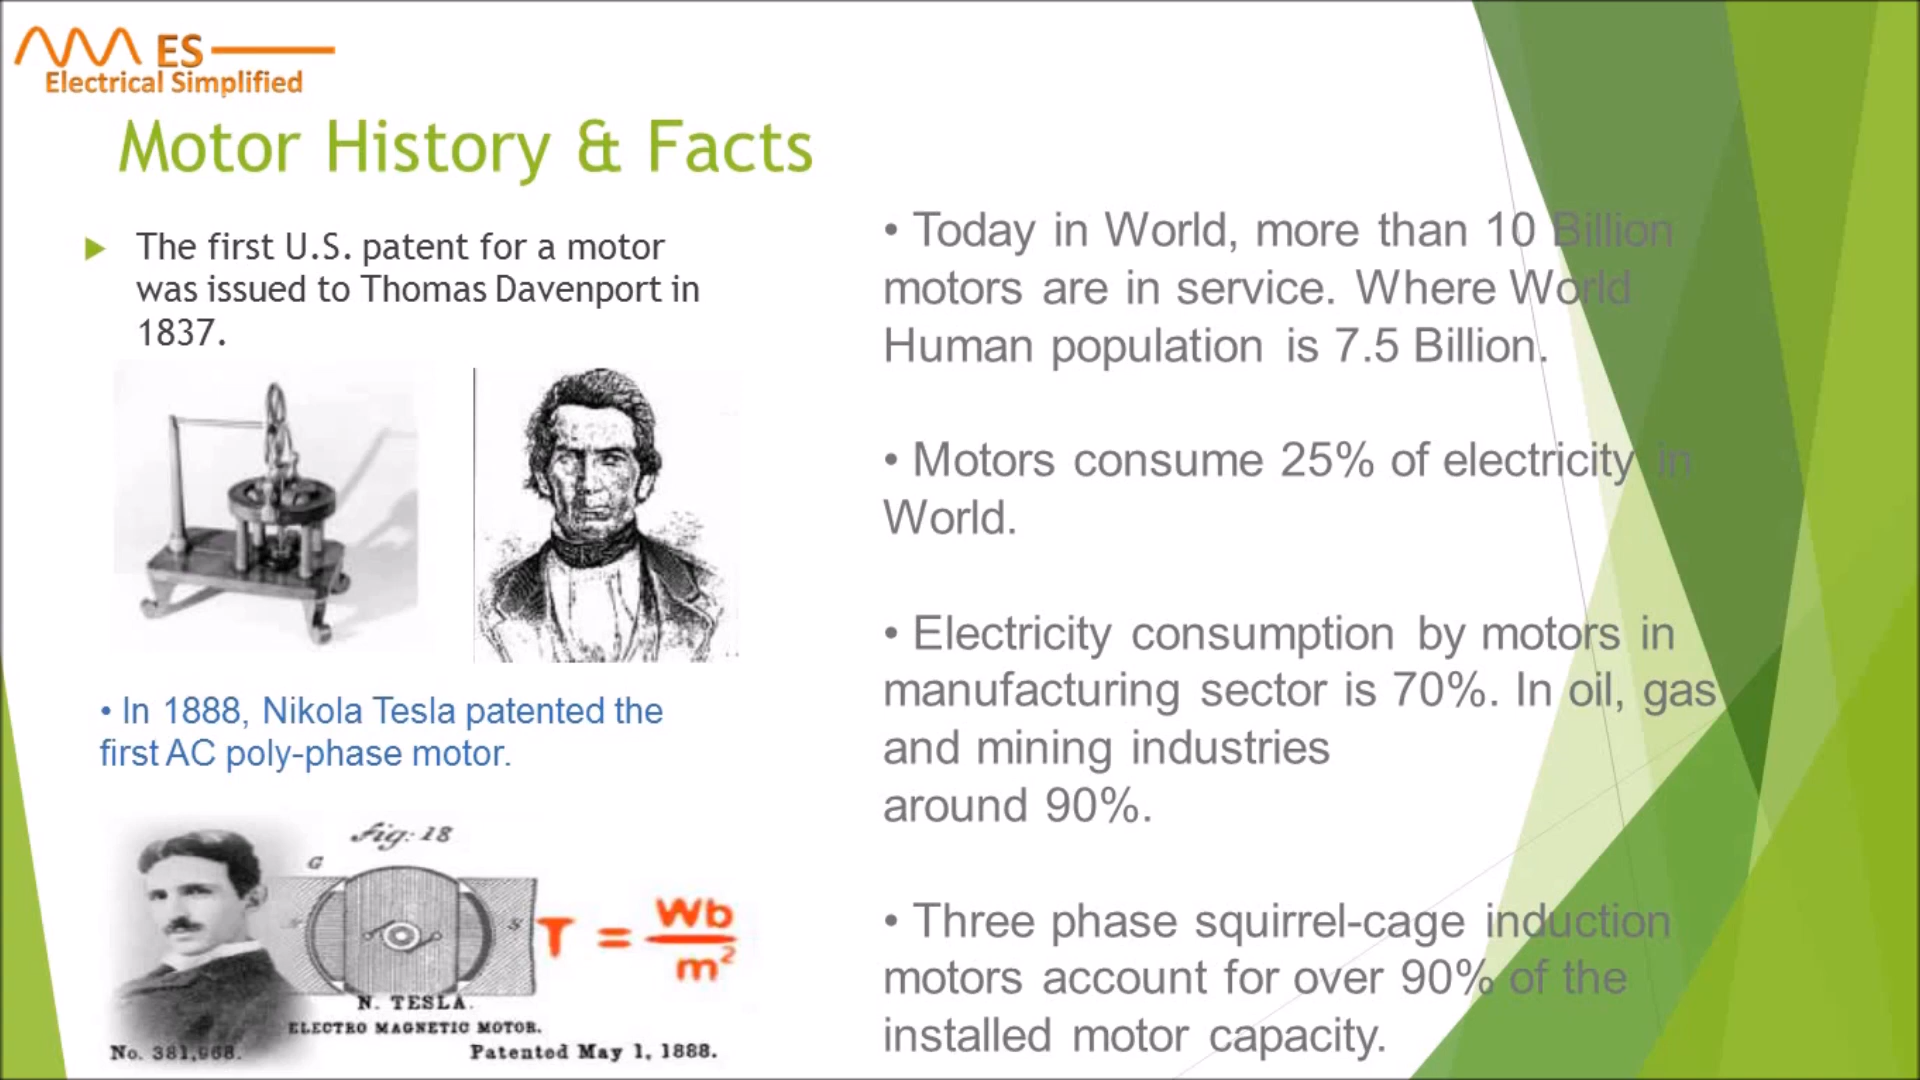 ES
Electrical Simplified
Motor History & Facts
The first U.S. patent for a motor
was issued to Thomas Davenport in
1837.
• In 1888, Nikola Tesla patented the
first AC poly-phase motor.
Fig: 18
G
S
T = Wb
m²
N. TESLA.
ELECTRO MAGNETIC MOTOR.
No. 381,968.
Patented May 1, 1888.
• Today in World, more than 10 Billion
motors are in service. Where World
Human population is 7.5 Billion.
• Motors consume 25% of electricity in
World.
• Electricity consumption by motors in
manufacturing sector is 70%. In oil, gas
and mining industries
around 90%.
• Three phase squirrel-cage induction
motors account for over 90% of the
installed motor capacity.